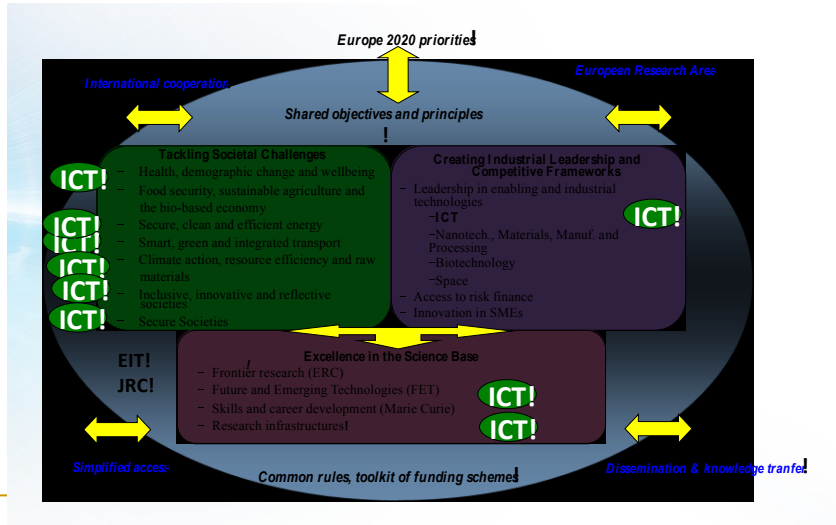 Europe 2020 priorities!
International cooperation
European Research Area
Shared objectives and principles
!
Tackling Societal Challenges
– Health, demographic change and wellbeing
– Food security, sustainable agriculture and
the bio-based economy
– Secure, clean and efficient energy
– Smart, green and integrated transport
– Climate action, resource efficiency and raw
materials
– Inclusive, innovative and reflective
societies
– Secure Societies
ICT!
ICT!
ICT!
ICT!
ICT!
ICT!
Creating Industrial Leadership and
Competitive Frameworks
– Leadership in enabling and industrial
technologies
–ICT
–Nanotech., Materials, Manuf. and
Processing
–Biotechnology
–Space
– Access to risk finance
– Innovation in SMEs
ICT!
EIT!
JRC!
Excellence in the Science Base
!
– Frontier research (ERC)
– Future and Emerging Technologies (FET)
– Skills and career development (Marie Curie)
– Research infrastructures!
ICT!
ICT!
Simplified access
Common rules, toolkit of funding schemes!
Dissemination & knowledge tranfer!